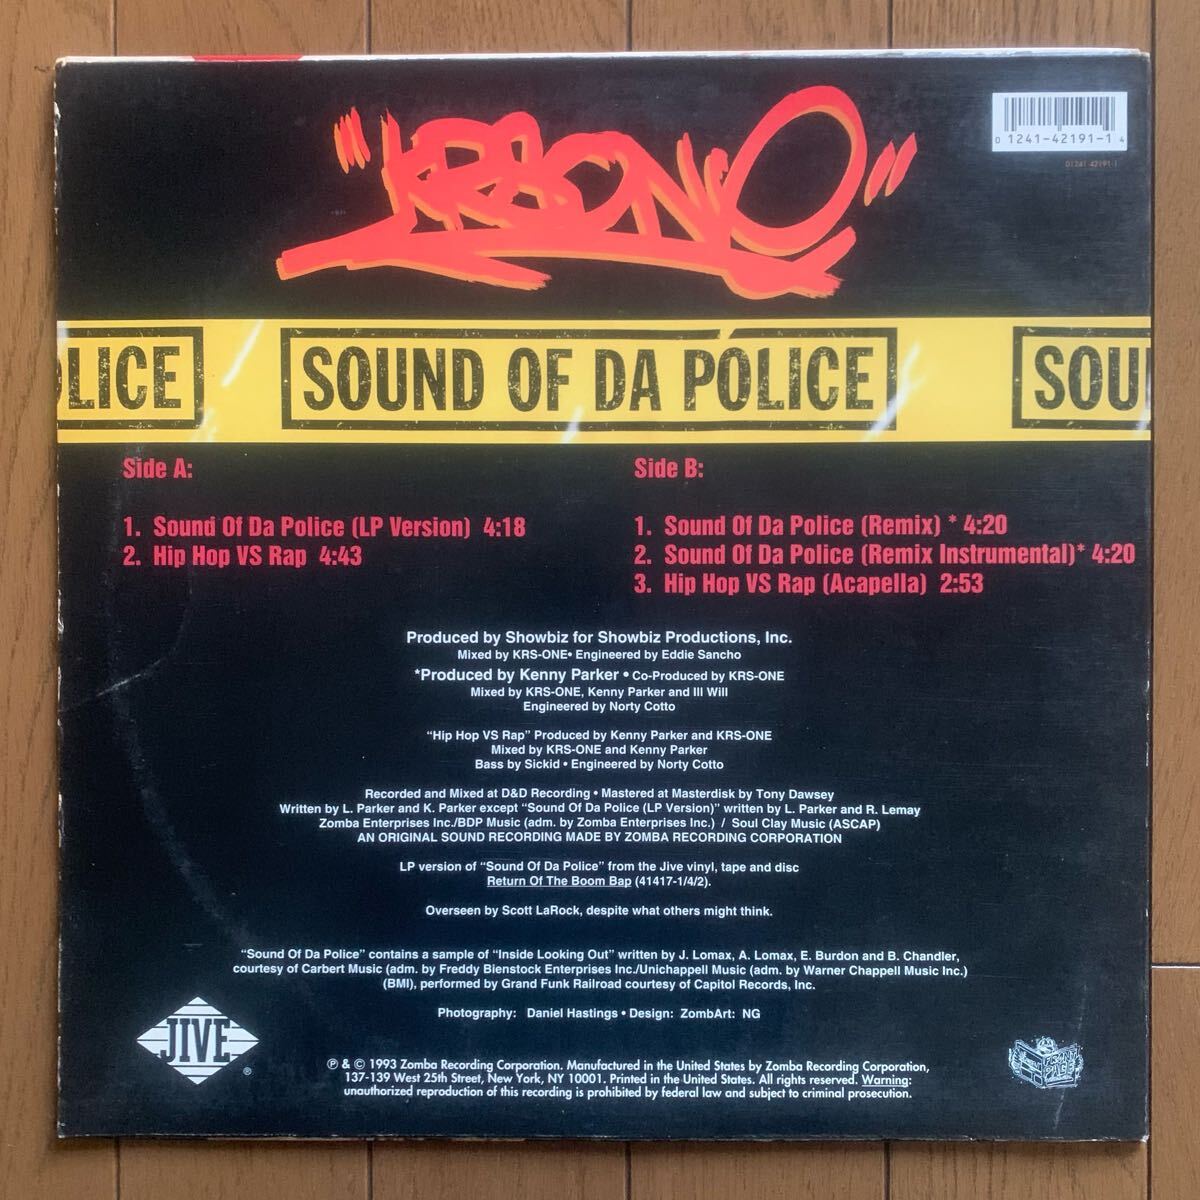 "KRS ONE"
0 1241-42191-1 4
01241-42191-1
OLICE
SOUND OF DA POLICE
SOU
Side A:
1. Sound Of Da Police (LP Version) 4:18
2. Hip Hop VS Rap 4:43
Side B:
1. Sound Of Da Police (Remix) * 4:20
2. Sound Of Da Police (Remix Instrumental)* 4:20
3. Hip Hop VS Rap (Acapella) 2:53
Produced by Showbiz for Showbiz Productions, Inc.
Mixed by KRS-ONE• Engineered by Eddie Sancho
*Produced by Kenny Parker • Co-Produced by KRS-ONE
Mixed by KRS-ONE, Kenny Parker and Ill Will
Engineered by Norty Cotto
“Hip Hop VS Rap” Produced by Kenny Parker and KRS-ONE
Mixed by KRS-ONE and Kenny Parker
Bass by Sickid • Engineered by Norty Cotto
Recorded and Mixed at D&D Recording • Mastered at Masterdisk by Tony Dawsey
Written by L. Parker and K. Parker except “Sound Of Da Police (LP Version)” written by L. Parker and R. Lemay
Zomba Enterprises Inc./BDP Music (adm. by Zomba Enterprises Inc.) / Soul Clay Music (ASCAP)
AN ORIGINAL SOUND RECORDING MADE BY ZOMBA RECORDING CORPORATION
LP version of “Sound Of Da Police” from the Jive vinyl, tape and disc
Return Of The Boom Bap (41417-1/4/2).
Overseen by Scott LaRock, despite what others might think.
“Sound Of Da Police” contains a sample of “Inside Looking Out” written by J. Lomax, A. Lomax, E. Burdon and B. Chandler,
courtesy of Carbert Music (adm. by Freddy Bienstock Enterprises Inc./Unichappell Music (adm. by Warner Chappell Music Inc.)
(BMI), performed by Grand Funk Railroad courtesy of Capitol Records, Inc.
Photography: Daniel Hastings • Design: ZombArt: NG
JIVE ®
℗ & © 1993 Zomba Recording Corporation. Manufactured in the United States by Zomba Recording Corporation,
137-139 West 25th Street, New York, NY 10001. Printed in the United States. All rights reserved. Warning:
unauthorized reproduction of this recording is prohibited by federal law and subject to criminal prosecution.
FRONT PAGE